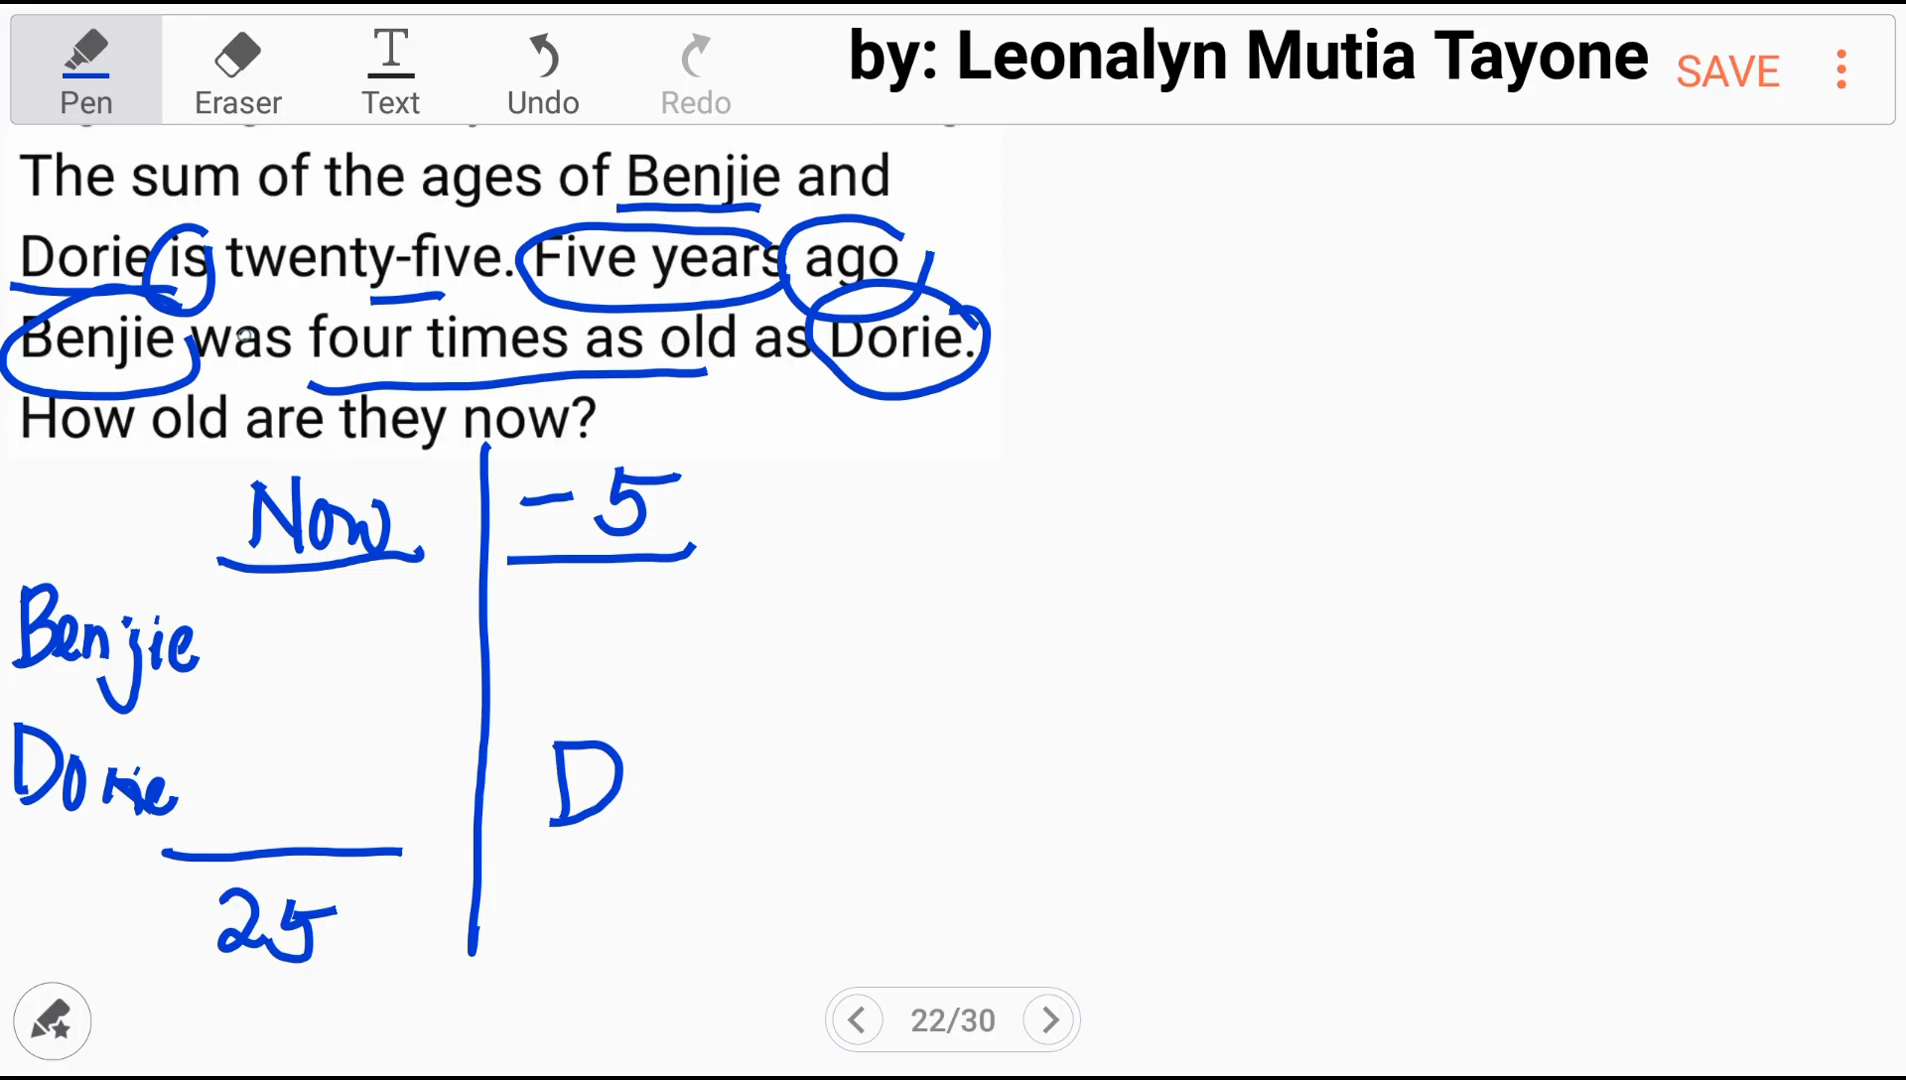 Pen Eraser Text Undo Redo by: Leonalyn Mutia Tayone SAVE
The sum of the ages of Benjie and
Dorie is twenty-five. Five years ago
Benjie was four times as old as Dorie.
How old are they now?
Now - 5
Benjie
Dorie D
25
22/30